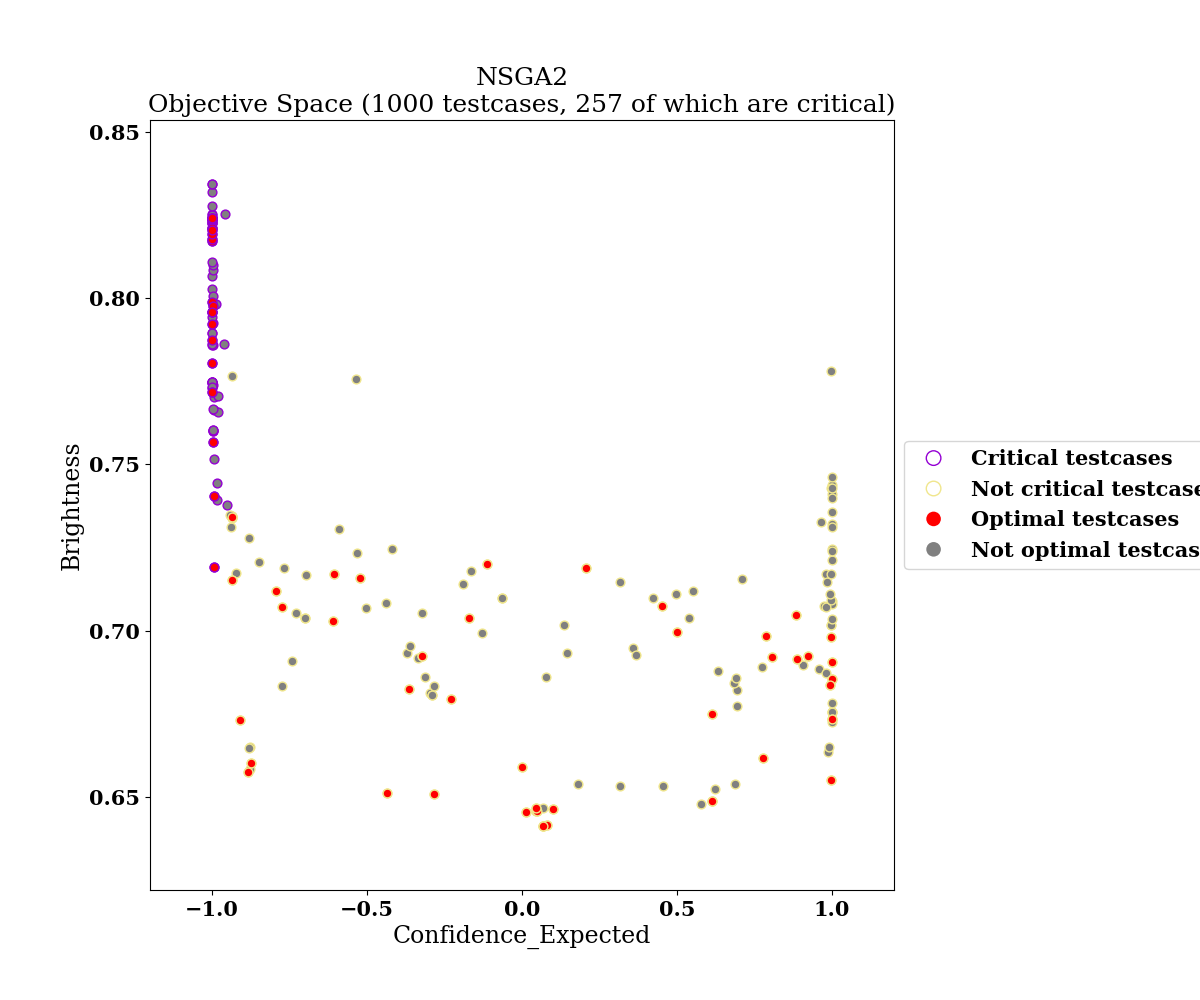 NSGA2
Objective Space (1000 testcases, 257 of which are critical)
0.85
0.80
0.75
0.70
0.65
Brightness
−1.0
−0.5
0.0
0.5
1.0
Confidence_Expected
Critical testcases
Not critical testcase
Optimal testcases
Not optimal testcas